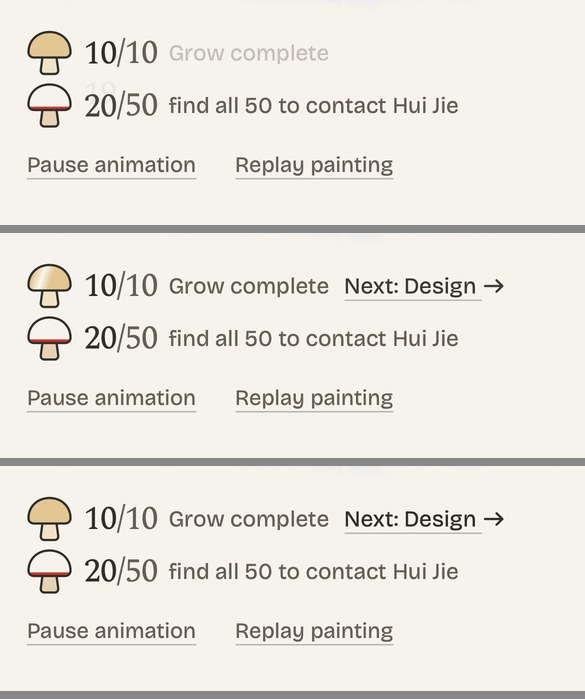 10/10 Grow complete
20/50 find all 50 to contact Hui Jie
Pause animation Replay painting
10/10 Grow complete Next: Design →
20/50 find all 50 to contact Hui Jie
Pause animation Replay painting
10/10 Grow complete Next: Design →
20/50 find all 50 to contact Hui Jie
Pause animation Replay painting